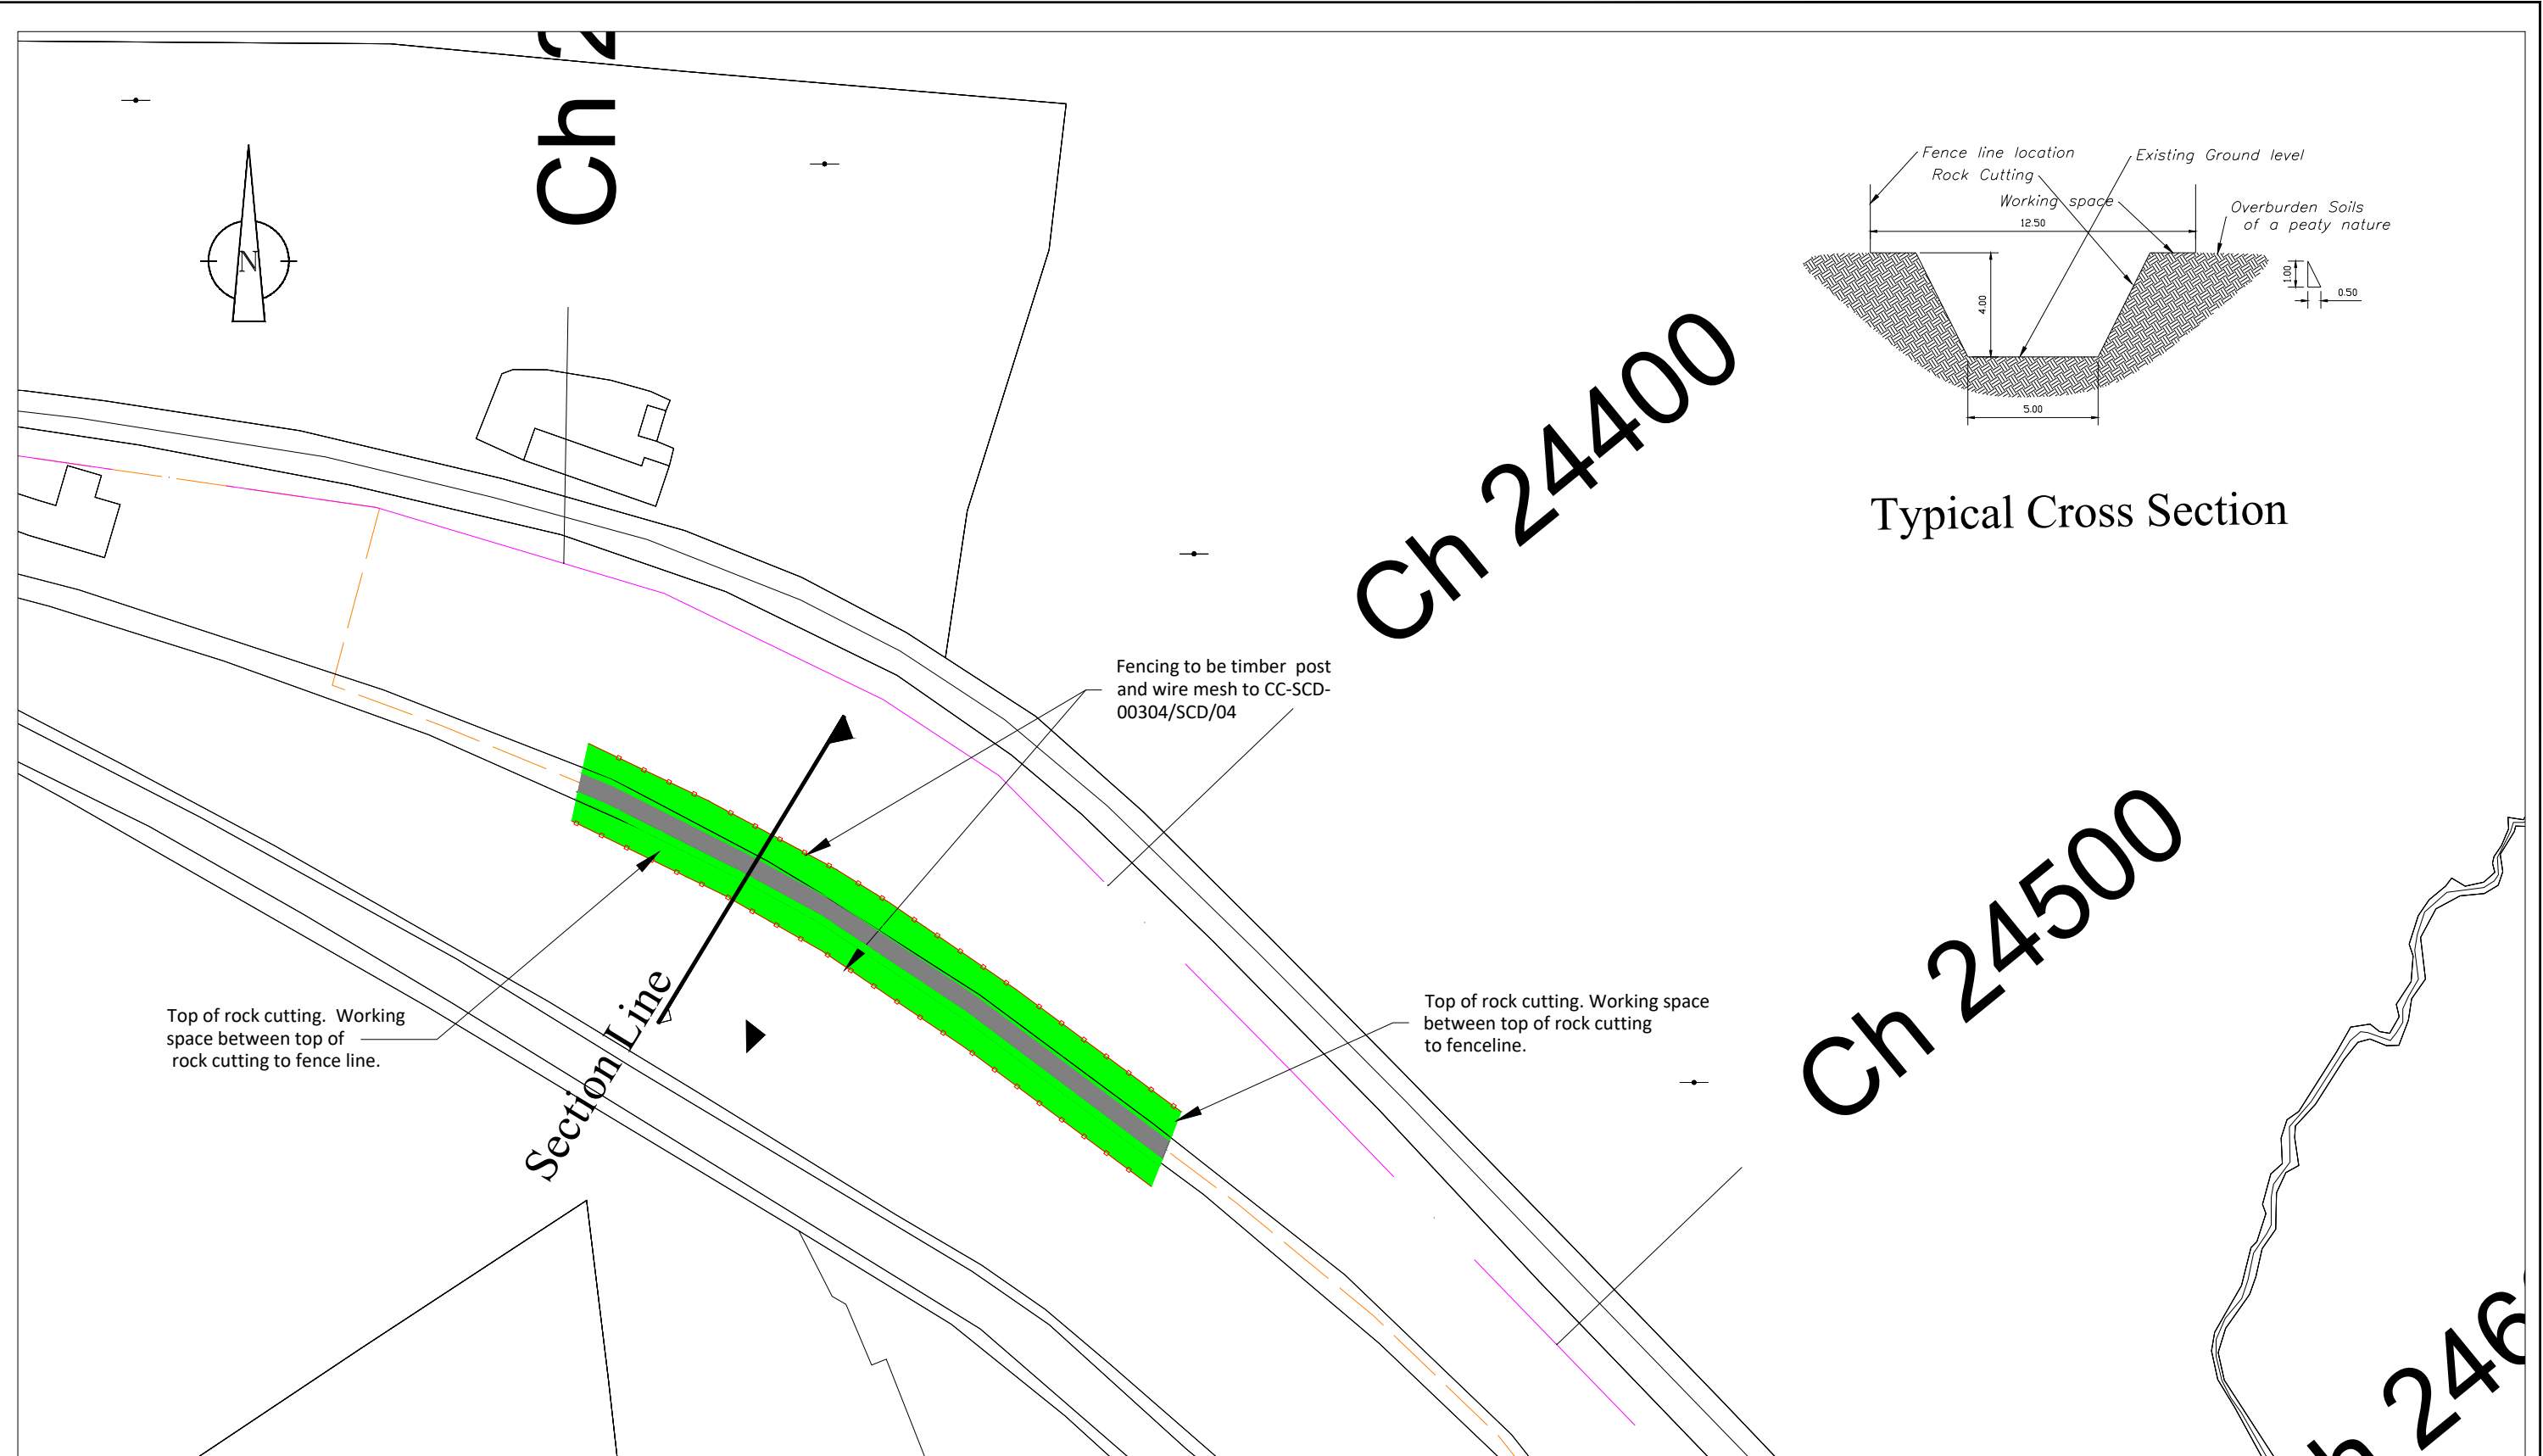 Ch 2
N
Fence line location
Rock Cutting
Working space
12.50
Existing Ground level
Overburden Soils
of a peaty nature
4.00
1.00
0.50
5.00
Typical Cross Section
Ch 24400
Fencing to be timber post
and wire mesh to CC-SCD-
00304/SCD/04
Ch 24500
Top of rock cutting. Working
space between top of
rock cutting to fence line.
Section Line
Top of rock cutting. Working space
between top of rock cutting
to fenceline.
h 246